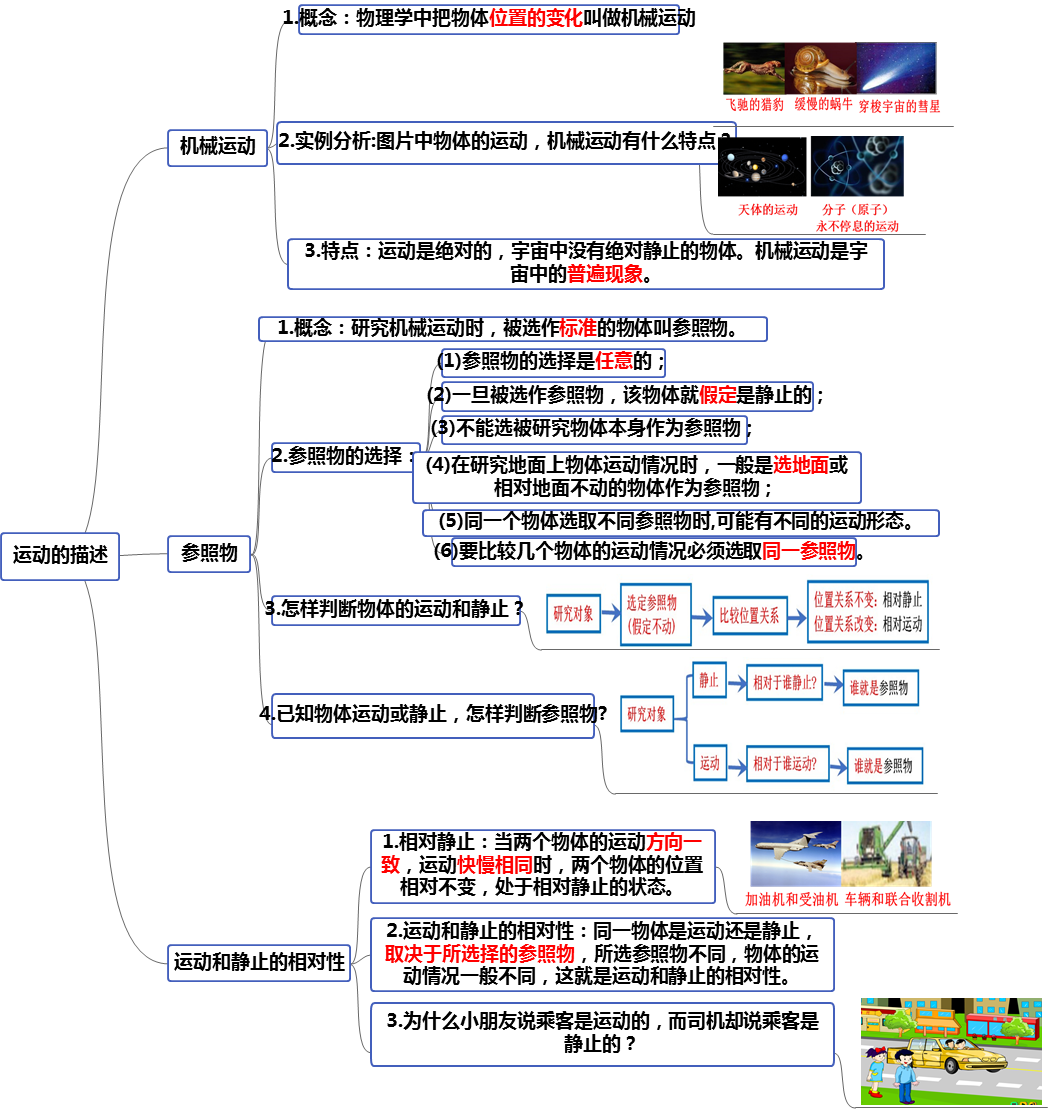 1.概念：物理学中把物体位置的变化叫做机械运动
飞驰的猎豹
缓慢的蜗牛
穿梭宇宙的彗星
机械运动
2.实例分析:图片中物体的运动，机械运动有什么特点？
天体的运动
分子（原子）
永不停息的运动
3.特点：运动是绝对的，宇宙中没有绝对静止的物体。机械运动是宇
宙中的普遍现象。
1.概念：研究机械运动时，被选作标准的物体叫参照物。
(1)参照物的选择是任意的；
(2)一旦被选作参照物，该物体就假定是静止的；
(3)不能选被研究物体本身作为参照物；
2.参照物的选择：
(4)在研究地面上物体运动情况时，一般是选地面或
相对地面不动的物体作为参照物；
(5)同一个物体选取不同参照物时,可能有不同的运动形态。
(6)要比较几个物体的运动情况必须选取同一参照物。
运动的描述
参照物
3.怎样判断物体的运动和静止？
研究对象
选定参照物
(假定不动)
比较位置关系
位置关系不变：相对静止
位置关系改变：相对运动
4.已知物体运动或静止，怎样判断参照物?
研究对象
静止
相对于谁静止?
谁就是参照物
运动
相对于谁运动?
谁就是参照物
1.相对静止：当两个物体的运动方向一
致，运动快慢相同时，两个物体的位置
相对不变，处于相对静止的状态。
加油机和受油机
车辆和联合收割机
运动和静止的相对性
2.运动和静止的相对性：同一物体是运动还是静止，
取决于所选择的参照物，所选参照物不同，物体的运
动情况一般不同，这就是运动和静止的相对性。
3.为什么小朋友说乘客是运动的，而司机却说乘客是
静止的？